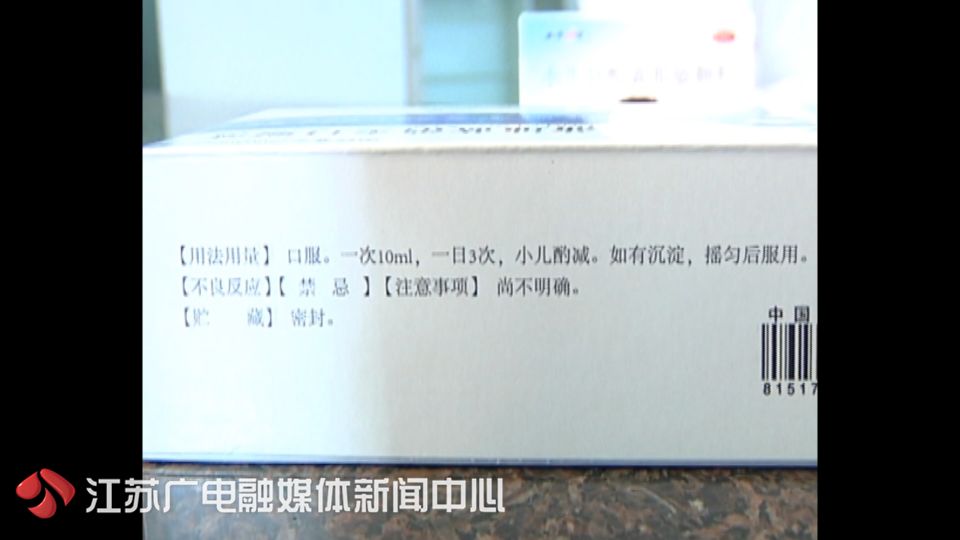 【用法用量】 口服。一次10ml，一日3次，小儿酌减。如有沉淀，摇匀后服用。
【不良反应】【 禁 忌 】【注意事项】 尚不明确。
【贮 藏】 密封。
中国
81517
江苏广电融媒体新闻中心